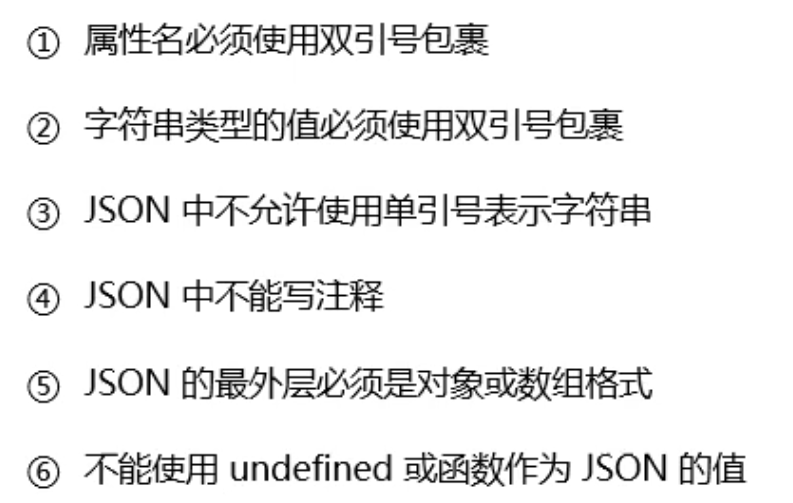 ① 属性名必须使用双引号包裹
② 字符串类型的值必须使用双引号包裹
③ JSON 中不允许使用单引号表示字符串
④ JSON 中不能写注释
⑤ JSON 的最外层必须是对象或数组格式
⑥ 不能使用 undefined 或函数作为 JSON 的值